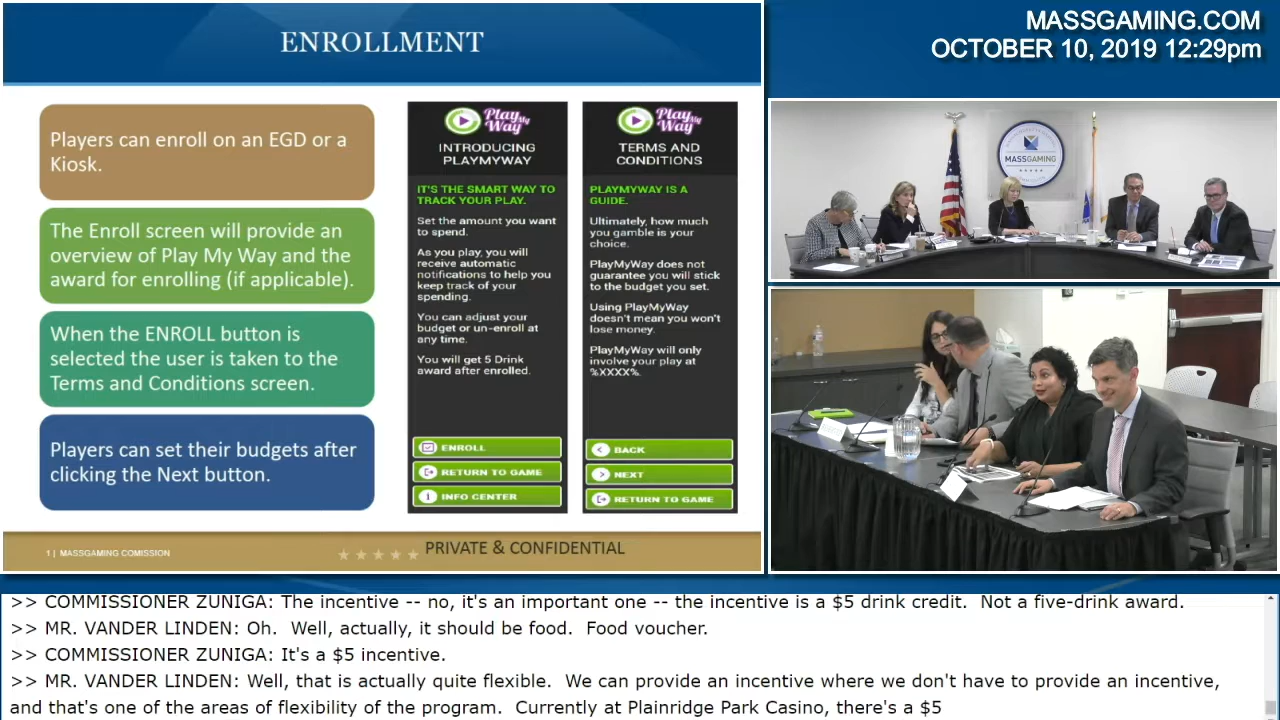 MASSGAMING.COM
OCTOBER 10, 2019 12:29pm
ENROLLMENT
Players can enroll on an EGD or a
Kiosk.
The Enroll screen will provide an
overview of Play My Way and the
award for enrolling (if applicable).
When the ENROLL button is
selected the user is taken to the
Terms and Conditions screen.
Players can set their budgets after
clicking the Next button.
Play My Way
INTRODUCING
PLAYMYWAY
IT'S THE SMART WAY TO
TRACK YOUR PLAY.
Set the amount you want
to spend.
As you play, you will
receive automatic
notifications to help you
keep track of your
spending.
You can adjust your
budget or un-enroll at
any time.
You will get 5 Drink
award after enrolled.
ENROLL
RETURN TO GAME
INFO CENTER
Play My Way
TERMS AND
CONDITIONS
PLAYMYWAY IS A
GUIDE.
Ultimately, how much
you gamble is your
choice.
PlayMyWay does not
guarantee you will stick
to the budget you set.
Using PlayMyWay
doesn't mean you won't
lose money.
PlayMyWay will only
involve your play at
%XXXX%.
BACK
NEXT
RETURN TO GAME
1 | MASSGAMING COMISSION
PRIVATE & CONFIDENTIAL
MASSGAMING
>> COMMISSIONER ZUNIGA: The incentive -- no, it's an important one -- the incentive is a $5 drink credit. Not a five-drink award.
>> MR. VANDER LINDEN: Oh. Well, actually, it should be food. Food voucher.
>> COMMISSIONER ZUNIGA: It's a $5 incentive.
>> MR. VANDER LINDEN: Well, that is actually quite flexible. We can provide an incentive where we don't have to provide an incentive,
and that's one of the areas of flexibility of the program. Currently at Plainridge Park Casino, there's a $5